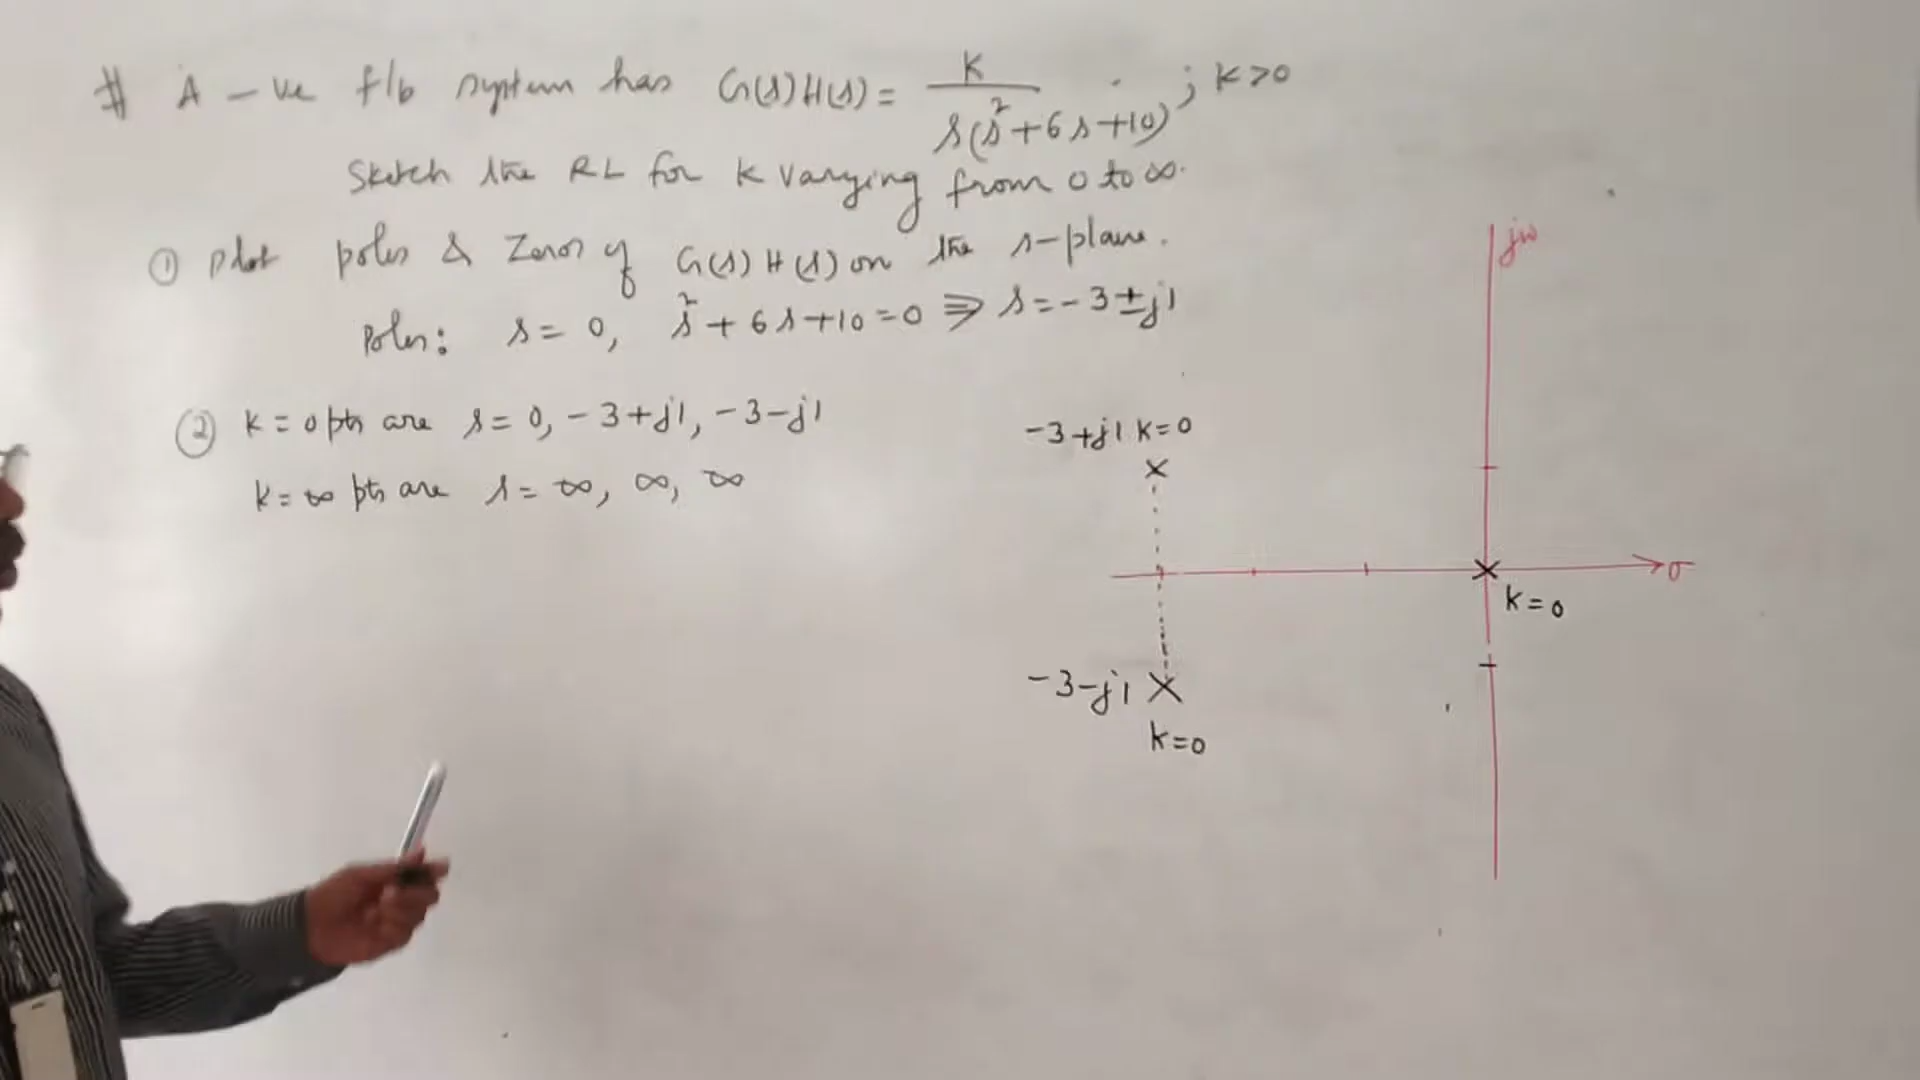 # A -ve f/b system has G(s)H(s) = K / s(s²+6s+10) ; K>0
Sketch the RL for K varying from 0 to ∞.
① Plot poles & Zeros of G(s)H(s) on the s-plane.
Poles: s = 0, s²+6s+10=0 ⇒ s=-3±j1
② K=0 pts are s= 0, -3+j1, -3-j1
K=∞ pts are s= ∞, ∞, ∞
jω
-3+j1 K=0
σ
K=0
-3-j1
K=0